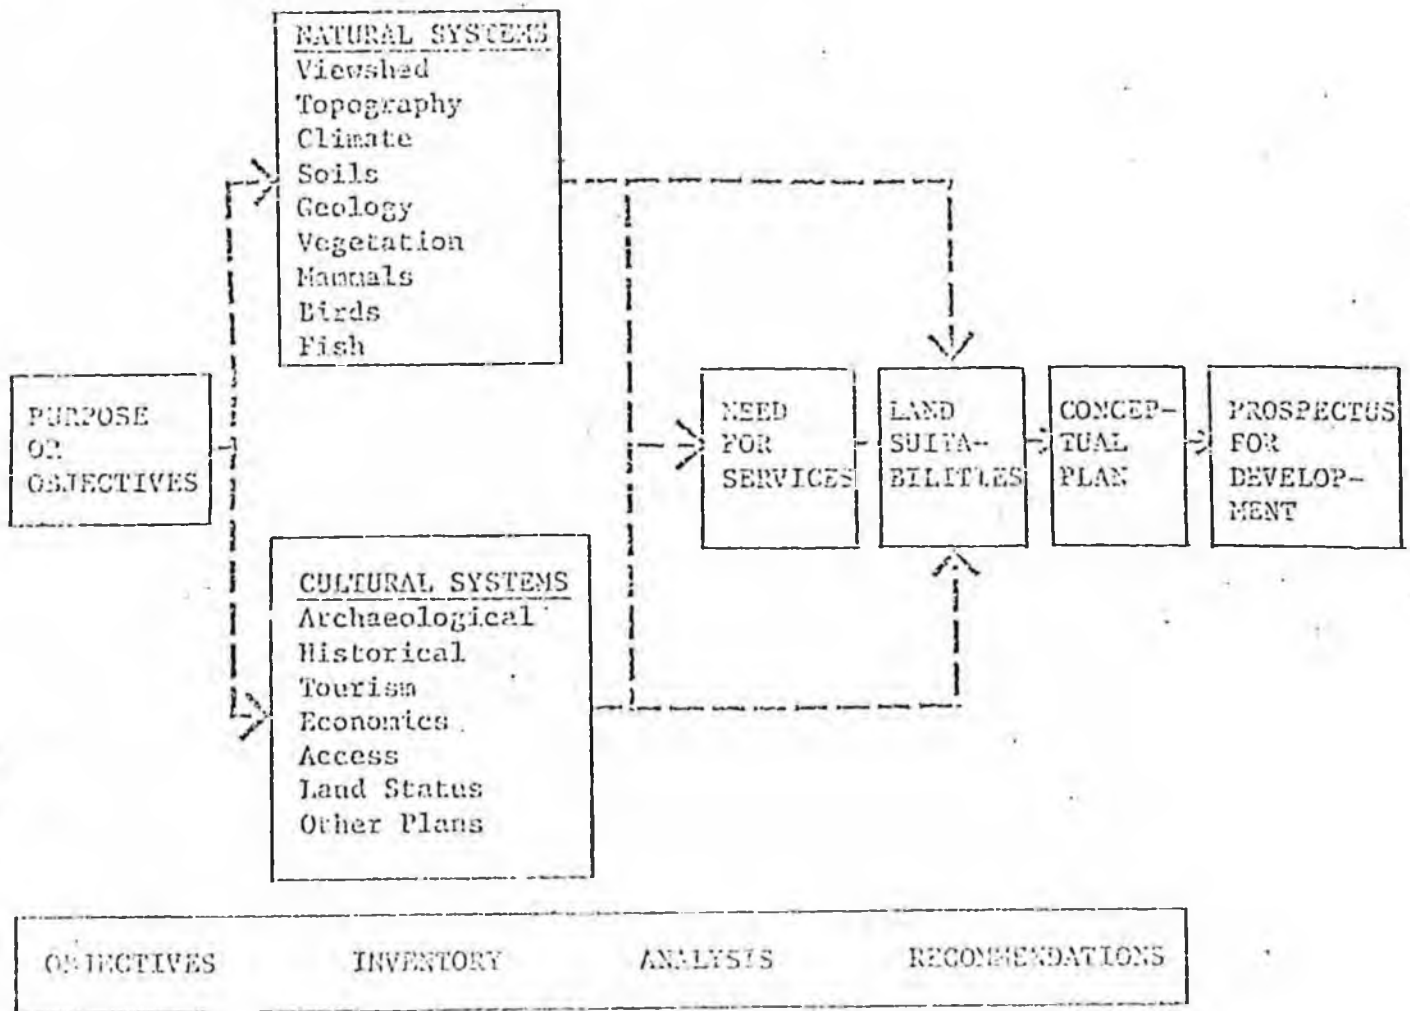 NATURAL SYSTEMS
Viewshed
Topography
Climate
Soils
Geology
Vegetation
Mammals
Birds
Fish
PURPOSE
OR
OBJECTIVES
CULTURAL SYSTEMS
Archaeological
Historical
Tourism
Economics
Access
Land Status
Other Plans
NEED
FOR
SERVICES
LAND
SUITA-
BILITIES
CONCEP-
TUAL
PLAN
PROSPECTUS
FOR
DEVELOP-
MENT
OBJECTIVES INVENTORY ANALYSIS RECOMMENDATIONS